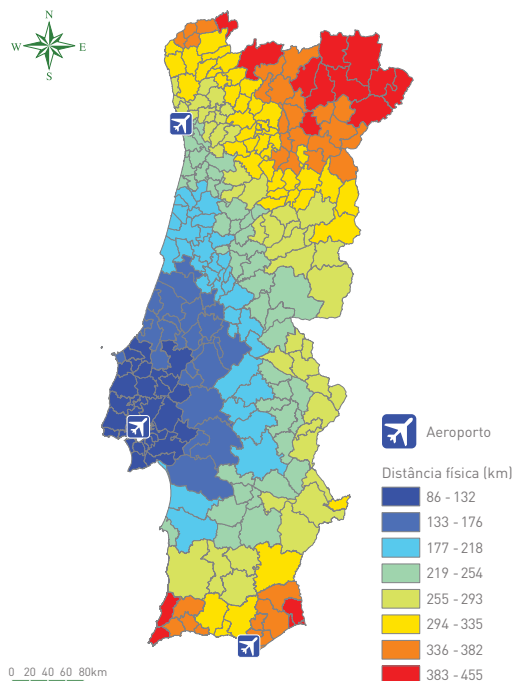 N
W E
S
Aeroporto
Distância física (km)
86 - 132
133 - 176
177 - 218
219 - 254
255 - 293
294 - 335
336 - 382
383 - 455
0 20 40 60 80km